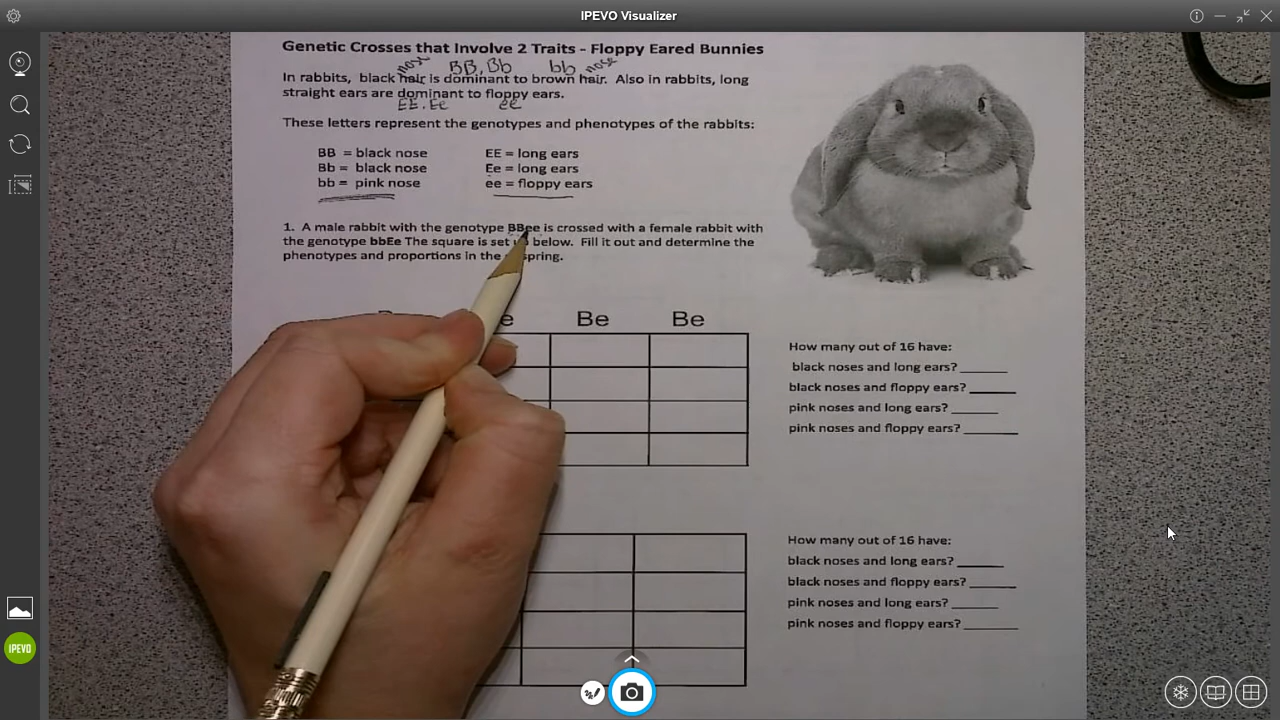 IPEVO Visualizer
Genetic Crosses that Involve 2 Traits - Floppy Eared Bunnies
nose BB, Bb bb nose
In rabbits, black hair is dominant to brown hair. Also in rabbits, long
straight ears are dominant to floppy ears.
EE, Ee ee
These letters represent the genotypes and phenotypes of the rabbits:
BB = black nose EE = long ears
Bb = black nose Ee = long ears
bb = pink nose ee = floppy ears
1. A male rabbit with the genotype BBee is crossed with a female rabbit with
the genotype bbEe The square is set below. Fill it out and determine the
phenotypes and proportions in the
Be Be
How many out of 16 have:
black noses and long ears?
black noses and floppy ears?
pink noses and long ears?
pink noses and floppy ears?
How many out of 16 have:
black noses and long ears?
black noses and floppy ears?
pink noses and long ears?
pink noses and floppy ears?
IPEVO